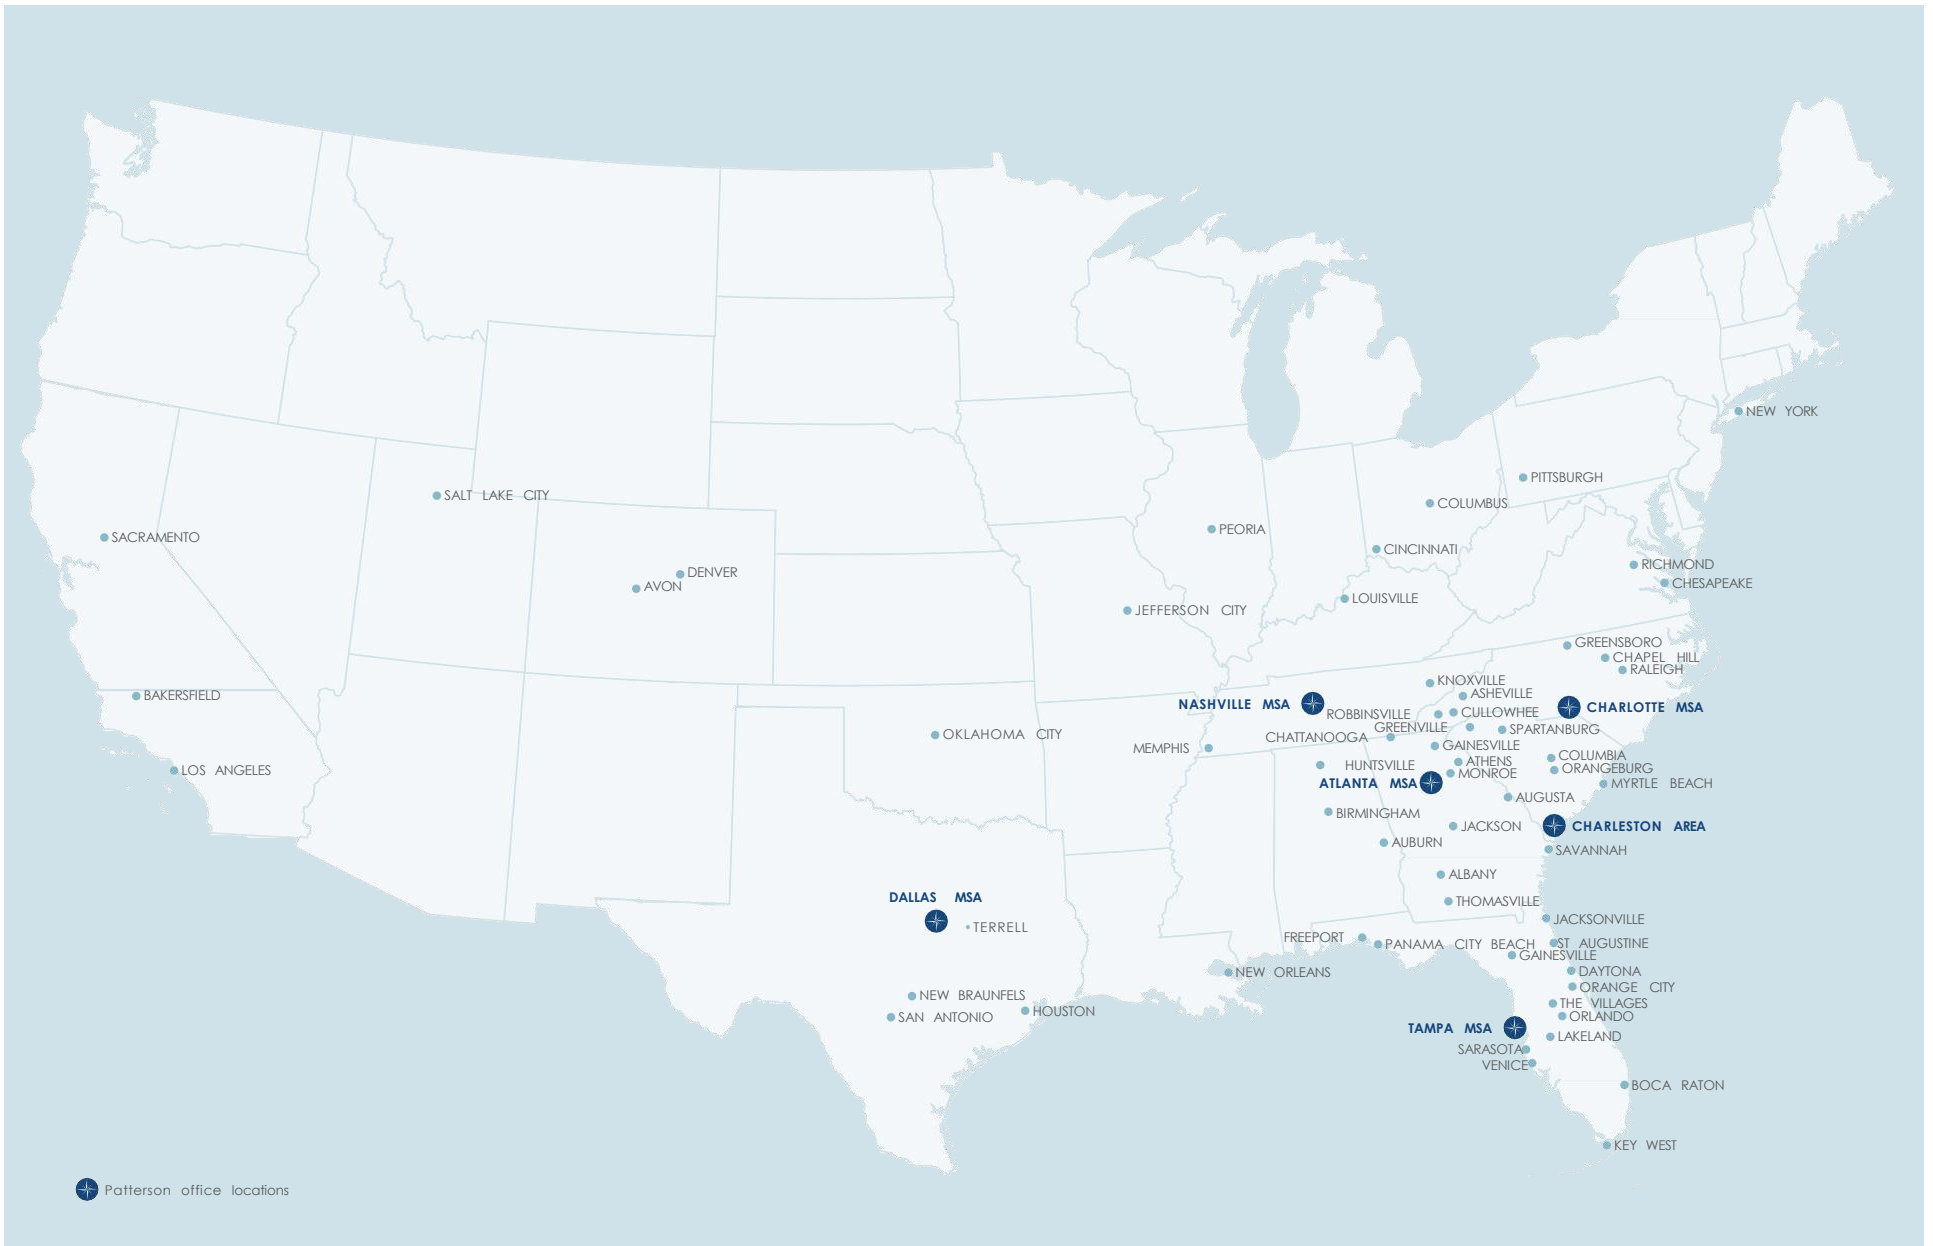 NEW YORK
PITTSBURGH
SALT LAKE CITY
COLUMBUS
PEORIA
SACRAMENTO
CINCINNATI
RICHMOND
DENVER
CHESAPEAKE
AVON
LOUISVILLE
JEFFERSON CITY
GREENSBORO
CHAPEL HILL
RALEIGH
KNOXVILLE
ASHEVILLE
BAKERSFIELD
NASHVILLE MSA
CHARLOTTE MSA
ROBBINSVILLE
CULLOWHEE
GREENVILLE
SPARTANBURG
OKLAHOMA CITY
CHATTANOOGA
GAINESVILLE
MEMPHIS
COLUMBIA
ATHENS
HUNTSVILLE
ORANGEBURG
LOS ANGELES
MONROE
ATLANTA MSA
MYRTLE BEACH
AUGUSTA
BIRMINGHAM
JACKSON
CHARLESTON AREA
AUBURN
SAVANNAH
ALBANY
DALLAS MSA
THOMASVILLE
JACKSONVILLE
TERRELL
FREEPORT
PANAMA CITY BEACH
ST AUGUSTINE
GAINESVILLE
NEW ORLEANS
DAYTONA
ORANGE CITY
NEW BRAUNFELS
THE VILLAGES
HOUSTON
SAN ANTONIO
ORLANDO
TAMPA MSA
LAKELAND
SARASOTA
VENICE
BOCA RATON
KEY WEST
Patterson office locations